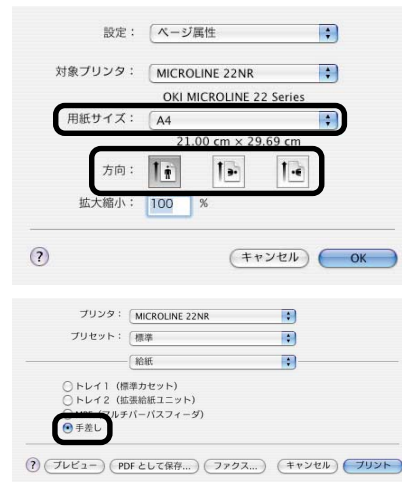 設定： ページ属性
対象プリンタ： MICROLINE 22NR
OKI MICROLINE 22 Series
用紙サイズ： A4
21.00 cm × 29.69 cm
方向：
拡大縮小： 100 %
? キャンセル OK
プリンタ： MICROLINE 22NR
プリセット： 標準
給紙
トレイ1（標準カセット）
トレイ2（拡張給紙ユニット）
（マルチパーパスフィーダ）
手差し
? プレビュー PDF として保存... ファクス... キャンセル プリント